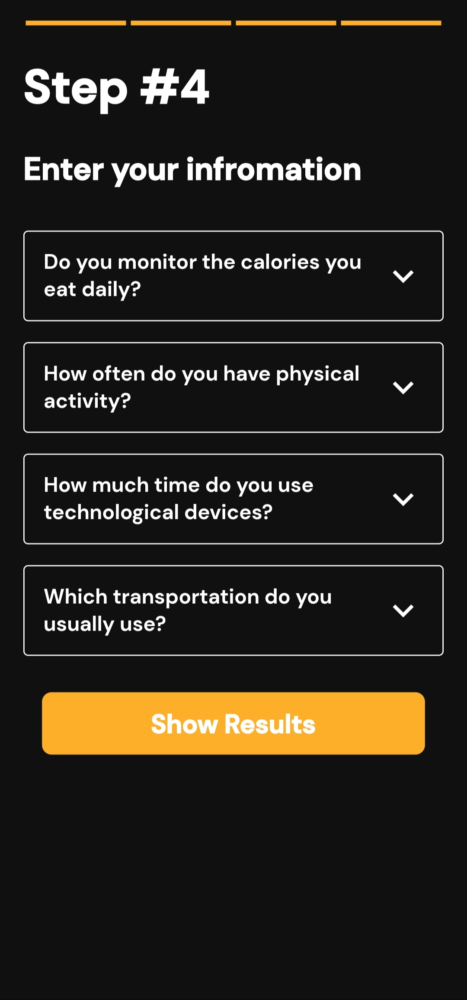 Step #4
Enter your infromation
Do you monitor the calories you
eat daily?
How often do you have physical
activity?
How much time do you use
technological devices?
Which transportation do you
usually use?
Show Results